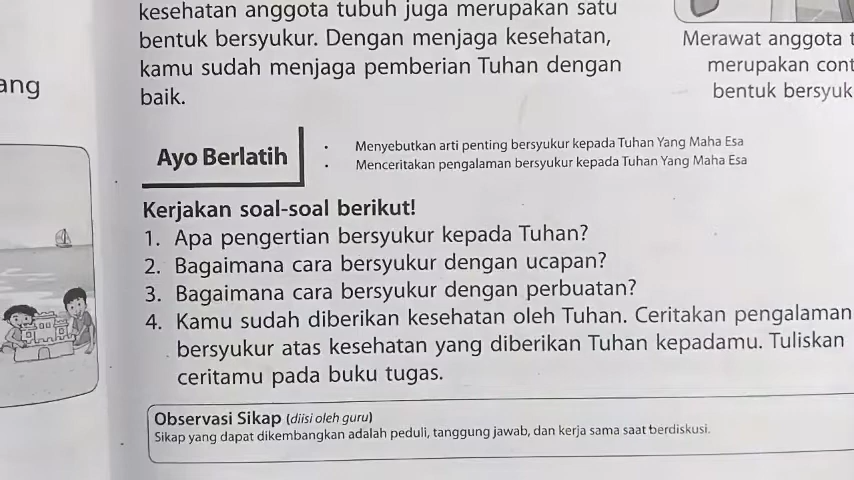 ang
kesehatan anggota tubuh juga merupakan satu
bentuk bersyukur. Dengan menjaga kesehatan,
kamu sudah menjaga pemberian Tuhan dengan
baik.
Merawat anggota
merupakan
bentuk
Ayo Berlatih
• Menyebutkan arti penting bersyukur kepada Tuhan Yang Maha Esa
• Menceritakan pengalaman bersyukur kepada Tuhan Yang Maha Esa
Kerjakan soal-soal berikut!
1. Apa pengertian bersyukur kepada Tuhan?
2. Bagaimana cara bersyukur dengan ucapan?
3. Bagaimana cara bersyukur dengan perbuatan?
4. Kamu sudah diberikan kesehatan oleh Tuhan. Ceritakan pengalaman
bersyukur atas kesehatan yang diberikan Tuhan kepadamu. Tuliskan
ceritamu pada buku tugas.
Observasi Sikap (diisi oleh guru)
Sikap yang dapat dikembangkan adalah peduli, tanggung jawab, dan kerja sama saat berdiskusi.